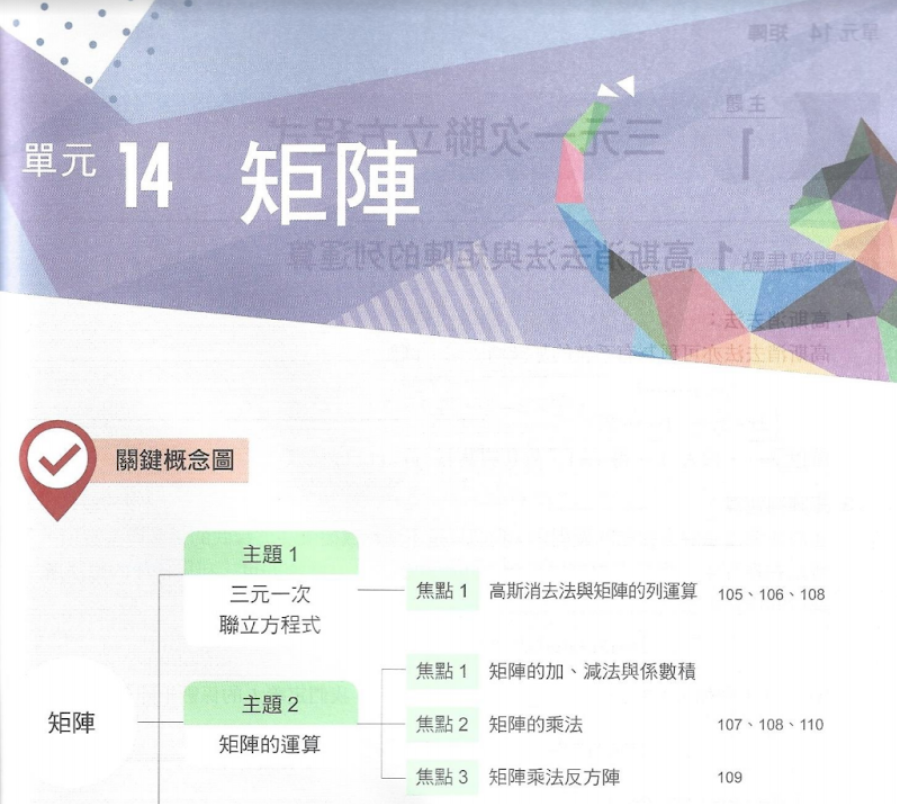 單元 14 矩陣
關鍵概念圖
主題 1
三元一次
聯立方程式
焦點 1 高斯消去法與矩陣的列運算 105、106、108
矩陣
主題 2
矩陣的運算
焦點 1 矩陣的加、減法與係數積
焦點 2 矩陣的乘法 107、108、110
焦點 3 矩陣乘法反方陣 109